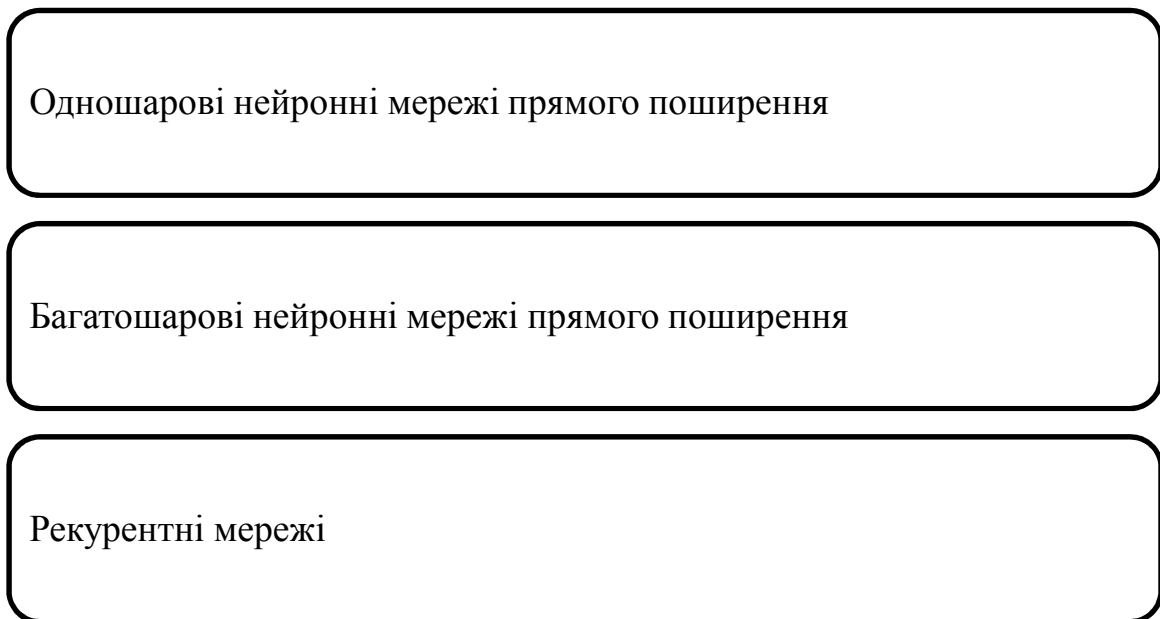 Одношарові нейронні мережі прямого поширення
Багатошарові нейронні мережі прямого поширення
Рекурентні мережі